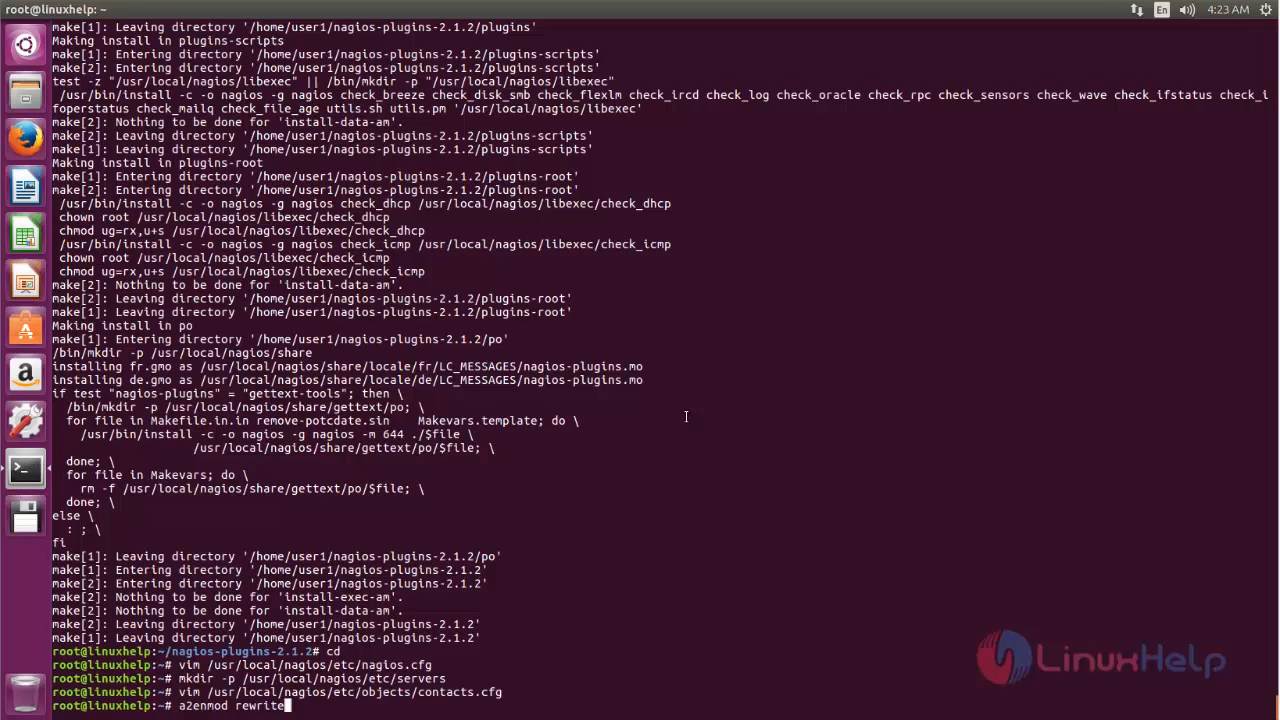 root@linuxhelp: ~
En
4:23 AM
make[1]: Leaving directory '/home/user1/nagios-plugins-2.1.2/plugins'
Making install in plugins-scripts
make[1]: Entering directory '/home/user1/nagios-plugins-2.1.2/plugins-scripts'
make[2]: Entering directory '/home/user1/nagios-plugins-2.1.2/plugins-scripts'
test -z "/usr/local/nagios/libexec" || /bin/mkdir -p "/usr/local/nagios/libexec"
 /usr/bin/install -c -o nagios -g nagios check_breeze check_disk_smb check_flexlm check_ircd check_log check_oracle check_rpc check_sensors check_wave check_ifstatus check_i
foperstatus check_mailq check_file_age utils.sh utils.pm '/usr/local/nagios/libexec'
make[2]: Nothing to be done for 'install-data-am'.
make[2]: Leaving directory '/home/user1/nagios-plugins-2.1.2/plugins-scripts'
make[1]: Leaving directory '/home/user1/nagios-plugins-2.1.2/plugins-scripts'
Making install in plugins-root
make[1]: Entering directory '/home/user1/nagios-plugins-2.1.2/plugins-root'
make[2]: Entering directory '/home/user1/nagios-plugins-2.1.2/plugins-root'
 /usr/bin/install -c -o nagios -g nagios check_dhcp /usr/local/nagios/libexec/check_dhcp
 chown root /usr/local/nagios/libexec/check_dhcp
 chmod ug=rx,u+s /usr/local/nagios/libexec/check_dhcp
 /usr/bin/install -c -o nagios -g nagios check_icmp /usr/local/nagios/libexec/check_icmp
 chown root /usr/local/nagios/libexec/check_icmp
 chmod ug=rx,u+s /usr/local/nagios/libexec/check_icmp
make[2]: Nothing to be done for 'install-data-am'.
make[2]: Leaving directory '/home/user1/nagios-plugins-2.1.2/plugins-root'
make[1]: Leaving directory '/home/user1/nagios-plugins-2.1.2/plugins-root'
Making install in po
make[1]: Entering directory '/home/user1/nagios-plugins-2.1.2/po'
/bin/mkdir -p /usr/local/nagios/share
installing fr.gmo as /usr/local/nagios/share/locale/fr/LC_MESSAGES/nagios-plugins.mo
installing de.gmo as /usr/local/nagios/share/locale/de/LC_MESSAGES/nagios-plugins.mo
if test "nagios-plugins" = "gettext-tools"; then \
  /bin/mkdir -p /usr/local/nagios/share/gettext/po; \
  for file in Makefile.in.in remove-potcdate.sin    Makevars.template; do \
    /usr/bin/install -c -o nagios -g nagios -m 644 ./$file \
                    /usr/local/nagios/share/gettext/po/$file; \
  done; \
  for file in Makevars; do \
    rm -f /usr/local/nagios/share/gettext/po/$file; \
  done; \
else \
  : ; \
fi
make[1]: Leaving directory '/home/user1/nagios-plugins-2.1.2/po'
make[1]: Entering directory '/home/user1/nagios-plugins-2.1.2'
make[2]: Entering directory '/home/user1/nagios-plugins-2.1.2'
make[2]: Nothing to be done for 'install-exec-am'.
make[2]: Nothing to be done for 'install-data-am'.
make[2]: Leaving directory '/home/user1/nagios-plugins-2.1.2'
make[1]: Leaving directory '/home/user1/nagios-plugins-2.1.2'
root@linuxhelp:~/nagios-plugins-2.1.2# cd
root@linuxhelp:~# vim /usr/local/nagios/etc/nagios.cfg
root@linuxhelp:~# mkdir -p /usr/local/nagios/etc/servers
root@linuxhelp:~# vim /usr/local/nagios/etc/objects/contacts.cfg
root@linuxhelp:~# a2enmod rewrite
LinuxHelp